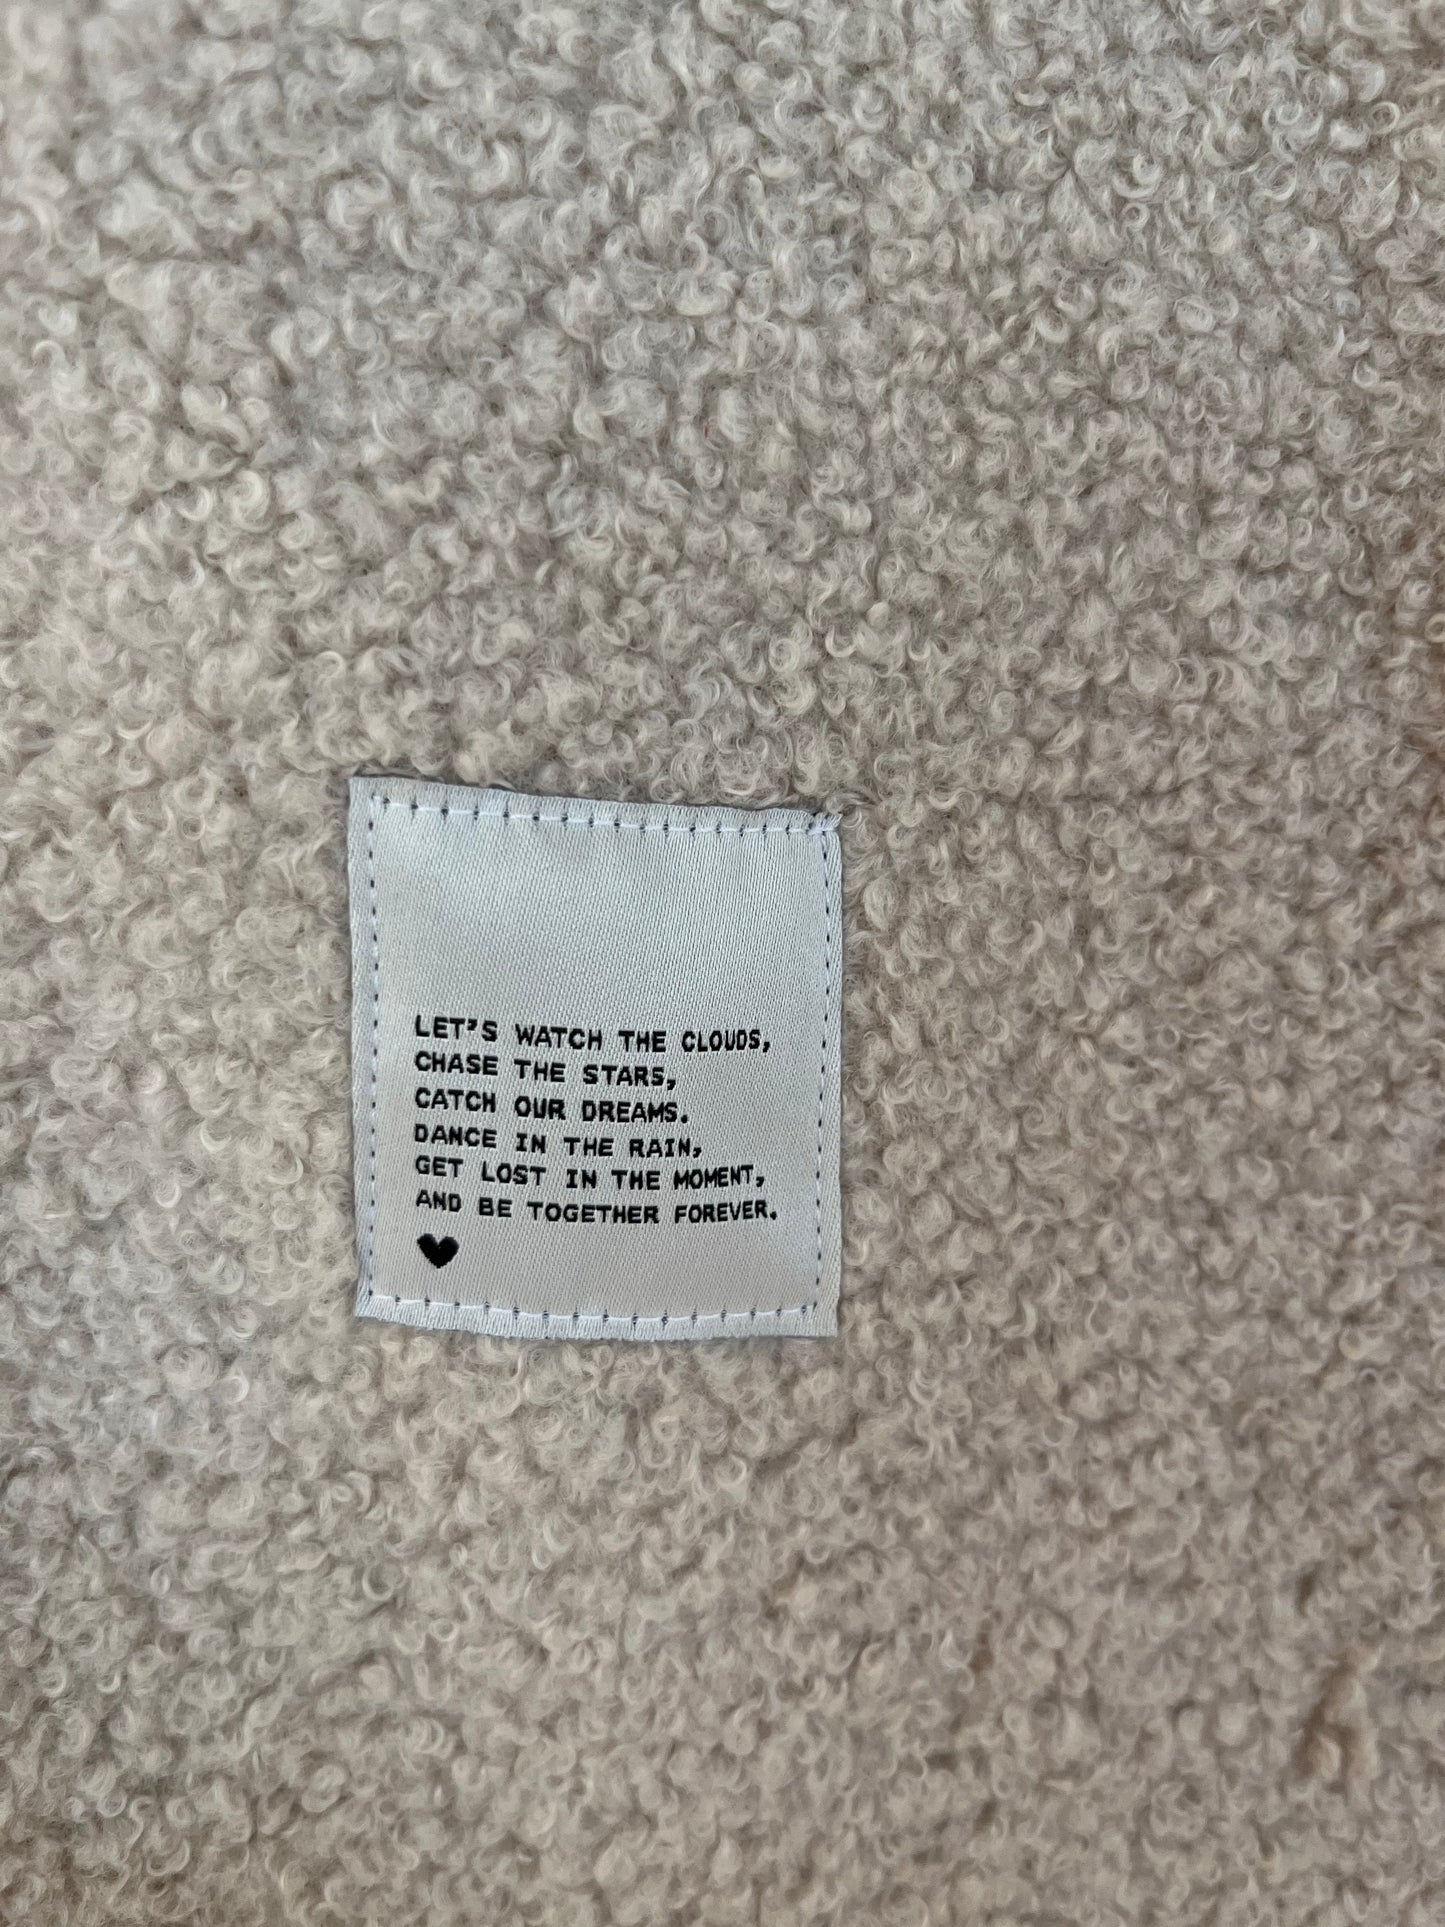 LET'S WATCH THE CLOUDS,
CHASE THE STARS,
CATCH OUR DREAMS.
DANCE IN THE RAIN,
GET LOST IN THE MOMENT,
AND BE TOGETHER FOREVER.